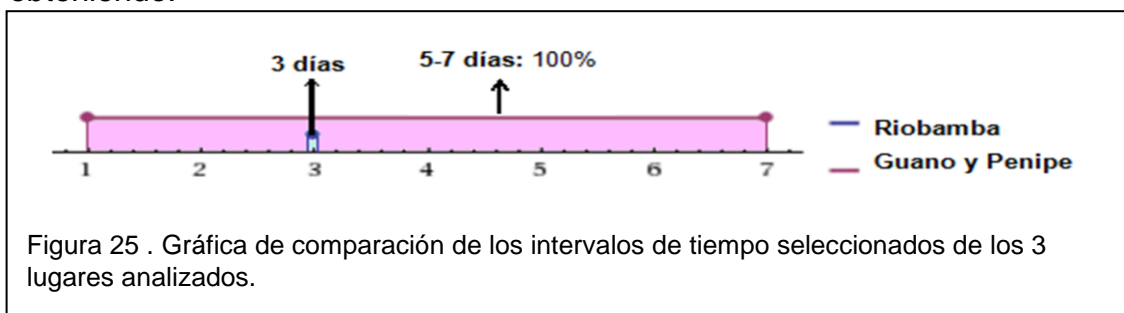 obteniendo:
3 días
5-7 días: 100%
1 2 3 4 5 6 7
Riobamba
Guano y Penipe
Figura 25 . Gráfica de comparación de los intervalos de tiempo seleccionados de los 3
lugares analizados.